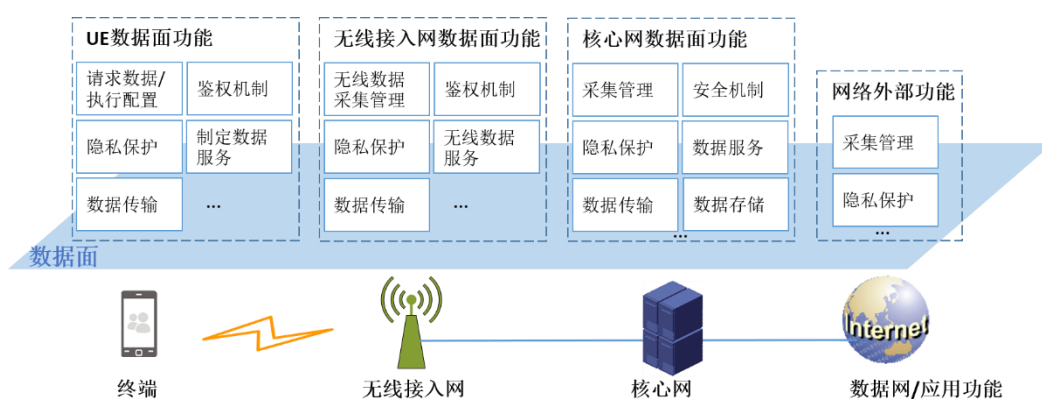 UE数据面功能
请求数据/
执行配置
鉴权机制
隐私保护
制定数据
服务
数据传输
...
无线接入网数据面功能
无线数据
采集管理
鉴权机制
隐私保护
无线数据
服务
数据传输
...
核心网数据面功能
采集管理
安全机制
隐私保护
数据服务
数据传输
数据存储
...
网络外部功能
采集管理
隐私保护
...
数据面
Internet
终端
无线接入网
核心网
数据网/应用功能